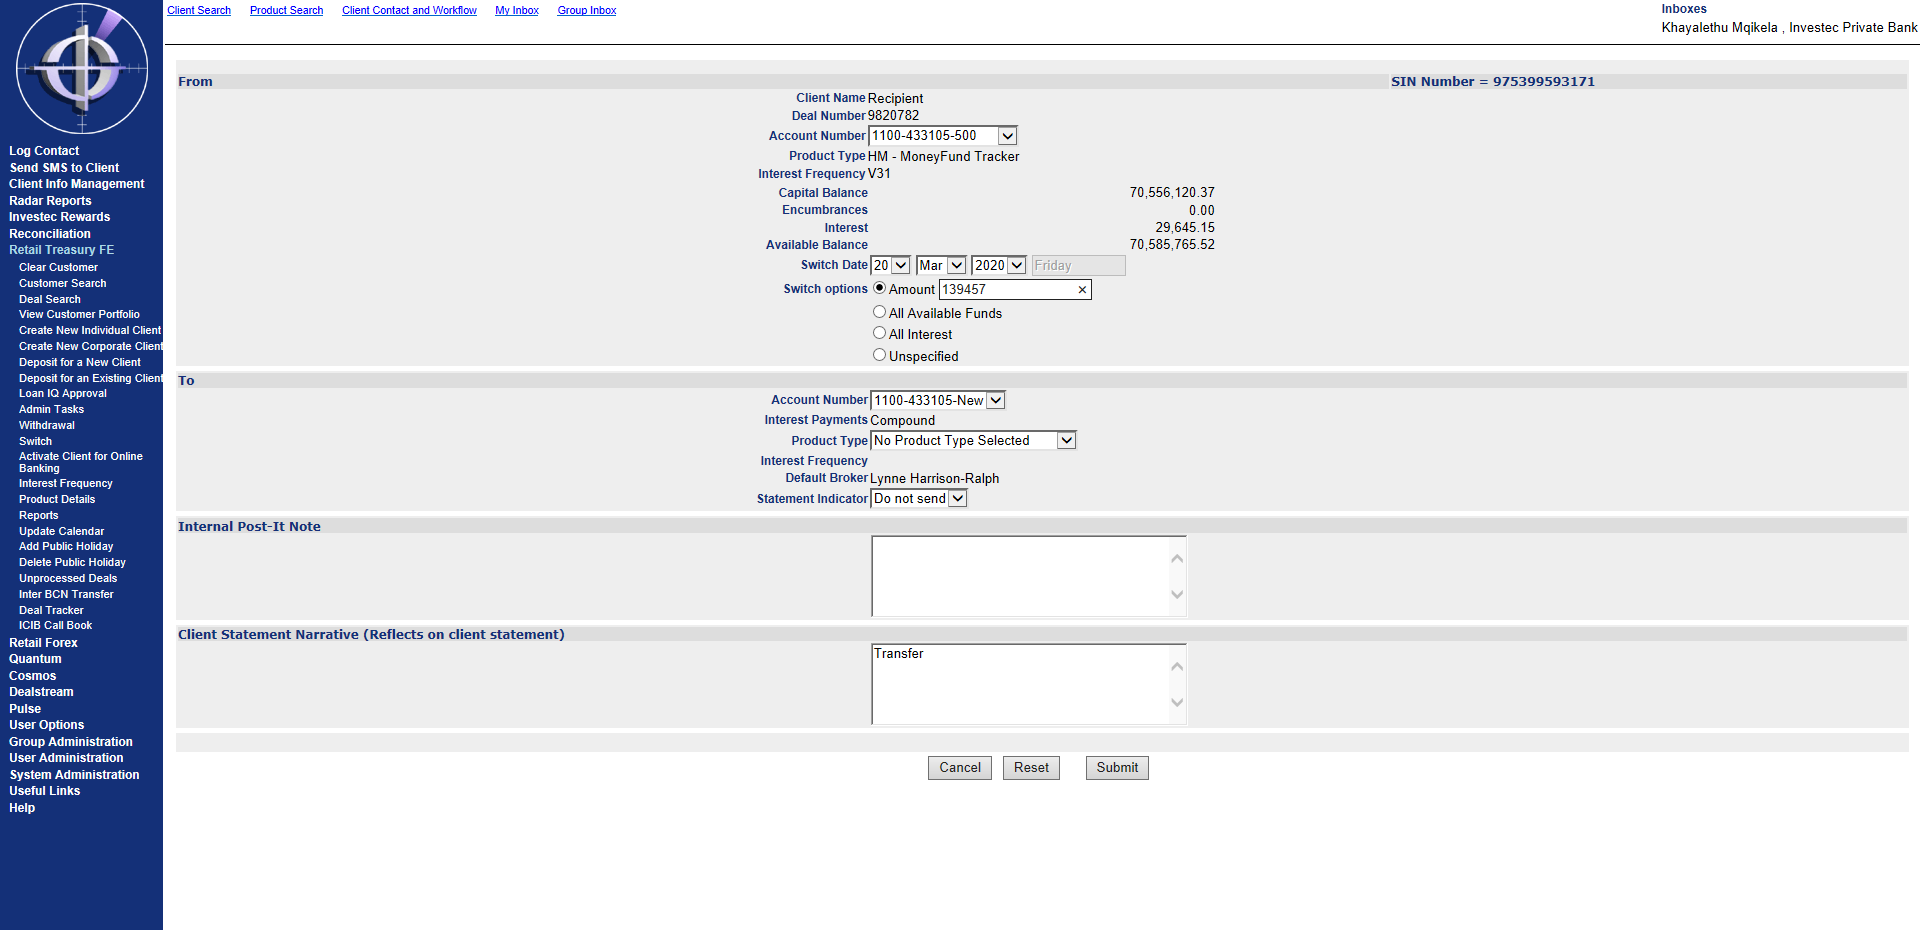 Client Search Product Search Client Contact and Workflow My Inbox Group Inbox
Inboxes
Khayalethu Mqikela , Investec Private Bank
Log Contact
Send SMS to Client
Client Info Management
Radar Reports
Investec Rewards
Reconciliation
Retail Treasury FE
Clear Customer
Customer Search
Deal Search
View Customer Portfolio
Create New Individual Client
Create New Corporate Client
Deposit for a New Client
Deposit for an Existing Client
Loan IQ Approval
Admin Tasks
Withdrawal
Switch
Activate Client for Online
Banking
Interest Frequency
Product Details
Reports
Update Calendar
Add Public Holiday
Delete Public Holiday
Unprocessed Deals
Inter BCN Transfer
Deal Tracker
ICIB Call Book
Retail Forex
Quantum
Cosmos
Dealstream
Pulse
User Options
Group Administration
User Administration
System Administration
Useful Links
Help
From SIN Number = 975399593171
Client Name Recipient
Deal Number 9820782
Account Number 1100-433105-500
Product Type HM - MoneyFund Tracker
Interest Frequency V31
Capital Balance 70,556,120.37
Encumbrances 0.00
Interest 29,645.15
Available Balance 70,585,765.52
Switch Date 20 Mar 2020 Friday
Switch options Amount 139457
All Available Funds
All Interest
Unspecified
To
Account Number 1100-433105-New
Interest Payments Compound
Product Type No Product Type Selected
Interest Frequency
Default Broker Lynne Harrison-Ralph
Statement Indicator Do not send
Internal Post-It Note
Client Statement Narrative (Reflects on client statement)
Transfer
Cancel Reset Submit